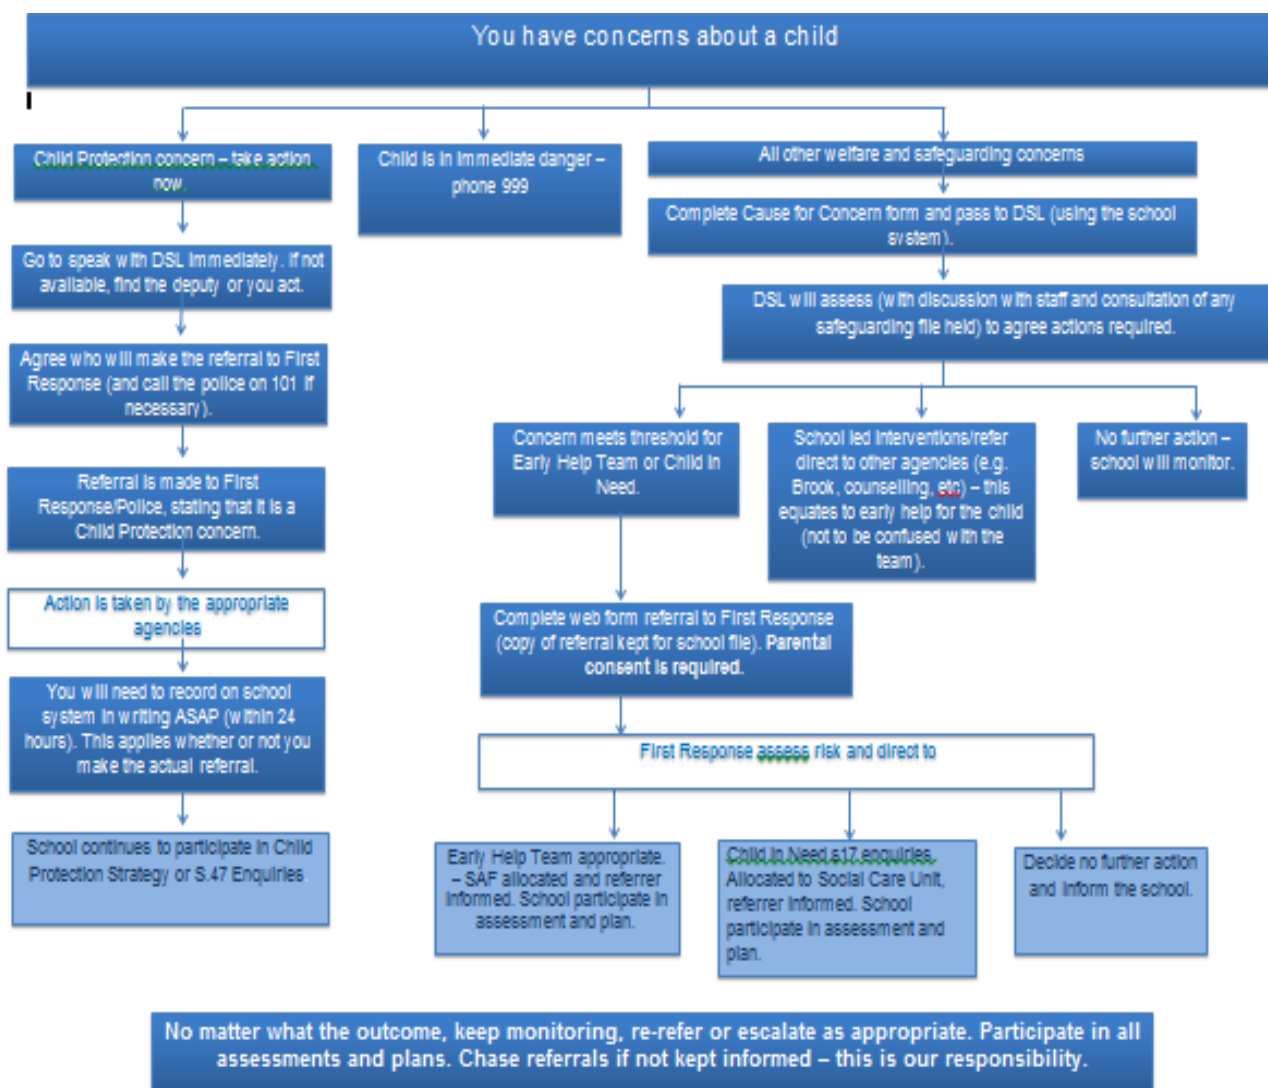 You have concerns about a child
Child Protection concern – take action
now.
Go to speak with DSL immediately. If not
available, find the deputy or you act.
Agree who will make the referral to First
Response (and call the police on 101 if
necessary).
Referral is made to First
Response/Police, stating that it is a
Child Protection concern.
Action is taken by the appropriate
agencies
You will need to record on school
system in writing ASAP (within 24
hours). This applies whether or not you
make the actual referral.
School continues to participate in Child
Protection Strategy or S.47 Enquiries
Child is in immediate danger –
phone 999
All other welfare and safeguarding concerns
Complete Cause for Concern form and pass to DSL (using the school
system).
DSL will assess (with discussion with staff and consultation of any
safeguarding file held) to agree actions required.
Concern meets threshold for
Early Help Team or Child in
Need.
School led interventions/refer
direct to other agencies (e.g.
Brook, counselling, etc) – this
equates to early help for the child
(not to be confused with the
team).
No further action –
school will monitor.
Complete web form referral to First Response
(copy of referral kept for school file). Parental
consent is required.
First Response assess risk and direct to
Early Help Team appropriate.
– SAF allocated and referrer
informed. School participate in
assessment and plan.
Child in Need s17 enquiries.
Allocated to Social Care Unit,
referrer informed. School
participate in assessment and
plan.
Decide no further action
and inform the school.
No matter what the outcome, keep monitoring, re-refer or escalate as appropriate. Participate in all
assessments and plans. Chase referrals if not kept informed – this is our responsibility.